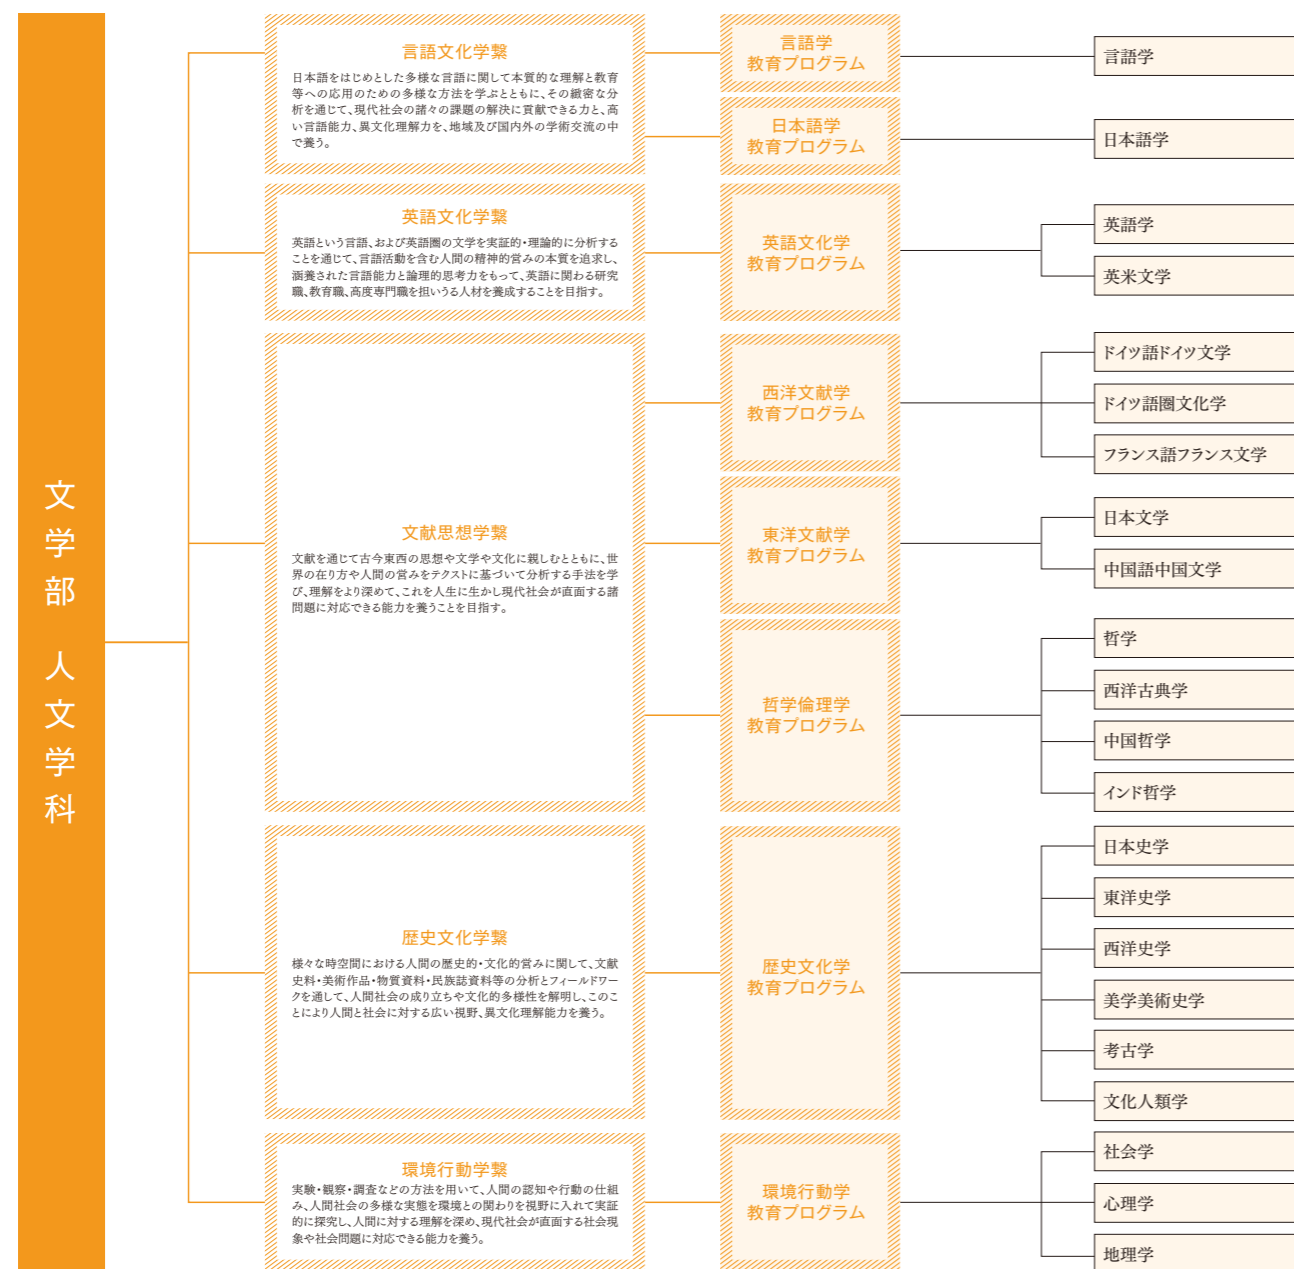 文学部 人文学科
言語文化学繋
日本語をはじめとした多様な言語に関して本質的な理解と教育
等への応用のための多様な方法を学ぶとともに、その緻密な分
析を通じて、現代社会の諸々の課題の解決に貢献できる力と、高
い言語能力、異文化理解力を、地域及び国内外の学術交流の中
で養う。
言語学
教育プログラム
言語学
日本語学
教育プログラム
日本語学
英語文化学繋
英語という言語、および英語圏の文学を実証的・理論的に分析する
ことを通じて、言語活動を含む人間の精神的営みの本質を追求し、
涵養された言語能力と論理的思考力をもって、英語に関わる研究
職、教育職、高度専門職を担いうる人材を養成することを目指す。
英語文化学
教育プログラム
英語学
英米文学
文献思想学繋
文献を通じて古今東西の思想や文学や文化に親しむとともに、世
界の在り方や人間の営みをテクストに基づいて分析する手法を学
び、理解をより深めて、これを人生に生かし現代社会が直面する諸
問題に対応できる能力を養うことを目指す。
西洋文献学
教育プログラム
ドイツ語ドイツ文学
ドイツ語圏文化学
フランス語フランス文学
東洋文献学
教育プログラム
日本文学
中国語中国文学
哲学倫理学
教育プログラム
哲学
西洋古典学
中国哲学
インド哲学
歴史文化学繋
様々な時空間における人間の歴史的・文化的営みに関して、文献
史料・美術作品・物質資料・民族誌資料等の分析とフィールドワー
クを通して、人間社会の成り立ちや文化的多様性を解明し、このこ
とにより人間と社会に対する広い視野、異文化理解能力を養う。
歴史文化学
教育プログラム
日本史学
東洋史学
西洋史学
美学美術史学
考古学
文化人類学
環境行動学繋
実験・観察・調査などの方法を用いて、人間の認知や行動の仕組
み、人間社会の多様な実態を環境との関わりを視野に入れて実証
的に探究し、人間に対する理解を深め、現代社会が直面する社会現
象や社会問題に対応できる能力を養う。
環境行動学
教育プログラム
社会学
心理学
地理学